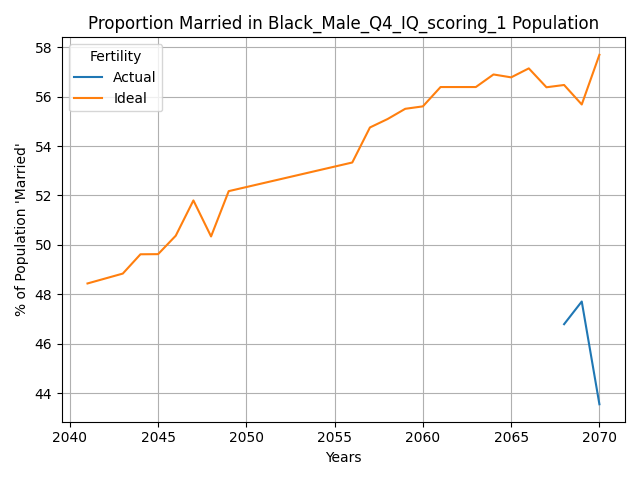 Proportion Married in Black_Male_Q4_IQ_scoring_1 Population
% of Population 'Married'
58
56
54
52
50
48
46
44
Fertility
Actual
Ideal
2040 2045 2050 2055 2060 2065 2070
Years